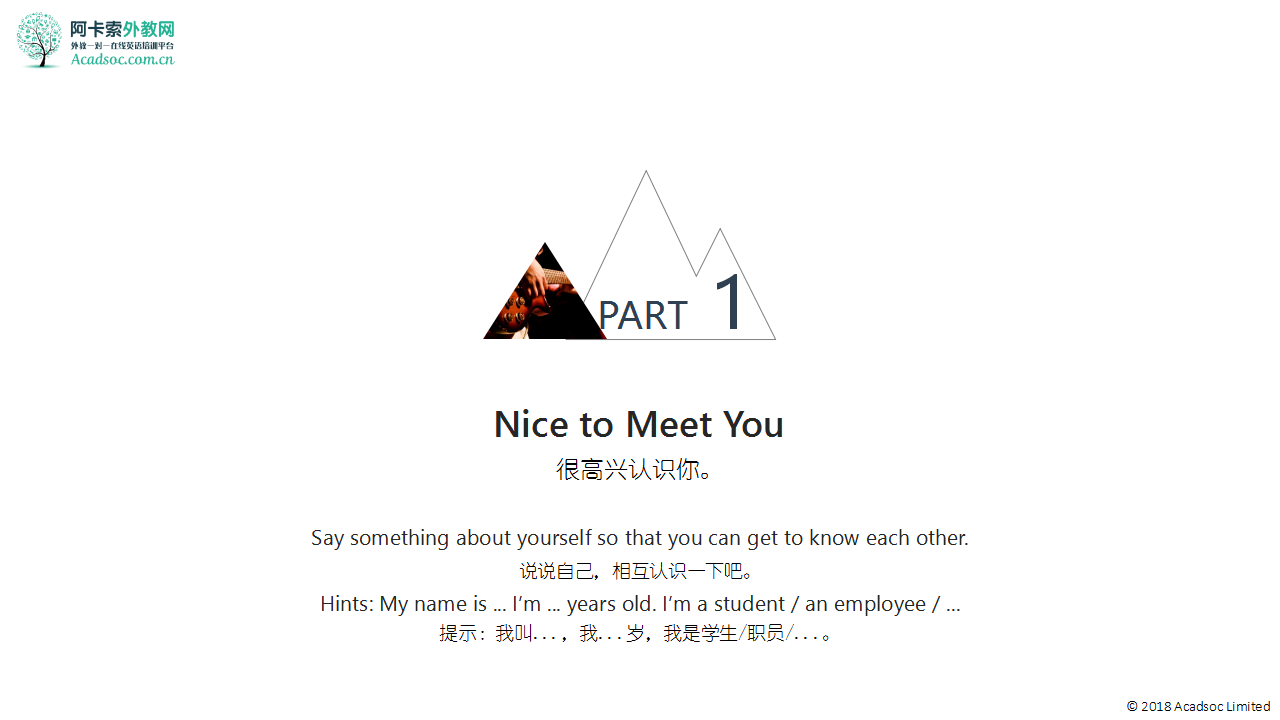 阿卡索外教网
外教一对一在线英语培训平台
Acadsoc.com.cn
PART 1
Nice to Meet You
很高兴认识你。
Say something about yourself so that you can get to know each other.
说说自己，相互认识一下吧。
Hints: My name is ... I’m ... years old. I’m a student / an employee / ...
提示：我叫...，我...岁，我是学生/职员/...。
© 2018 Acadsoc Limited